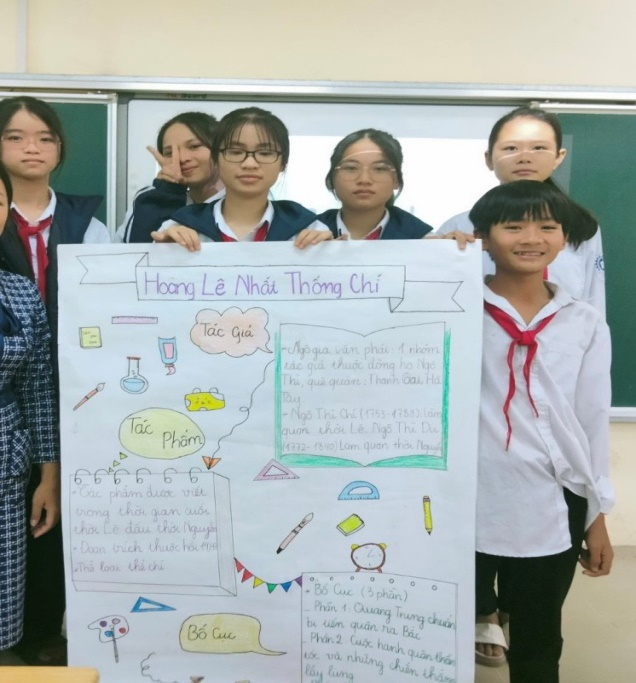 Hoàng Lê Nhất Thống Chí
Tác Giả
- Ngô gia văn phái: 1 nhóm
tác giả thuộc dòng họ Ngô
Thì, quê quán: Thanh Oai, Hà
- Ngô Thì Chí (1753-1788) làm
quan thời Lê, Ngô Thì Du
(1772-1840) làm quan thời Nguyễn
Tác
Phẩm
- Tác phẩm được viết
trong thời gian cuối
thời Lê đầu thời Nguyễn
- Đoạn trích thuộc hồi
- Thể loại: thể chí
Bố Cục
- Bố Cục (3 phần)
- Phần 1: Quang Trung chuẩn
bị tiến quân ra Bắc
Phần 2: Cuộc hành quân thần
tốc và những chiến thắng
lẫy lừng